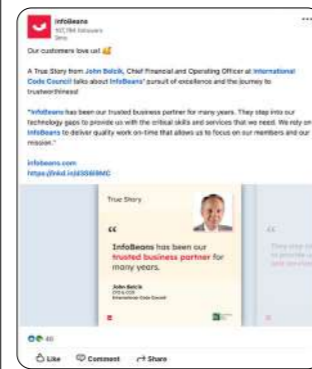 InfoBeans
Our customers love us! 🥰
A True Story from John Belcik, Chief Financial and Operating Officer at International
Code Council talks about InfoBeans' pursuit of excellence and the journey to
trustworthiness!
"InfoBeans has been our trusted business partner for many years. They step into our
technology gaps to provide us with the critical skills and services that we need. We rely on
InfoBeans to deliver quality work on-time that allows us to focus on our members and our
mission."
infobeans.com
True Story
InfoBeans has been our
trusted business partner for
many years.
John Belcik
CFO & COO
International Code Council
Like Comment Share